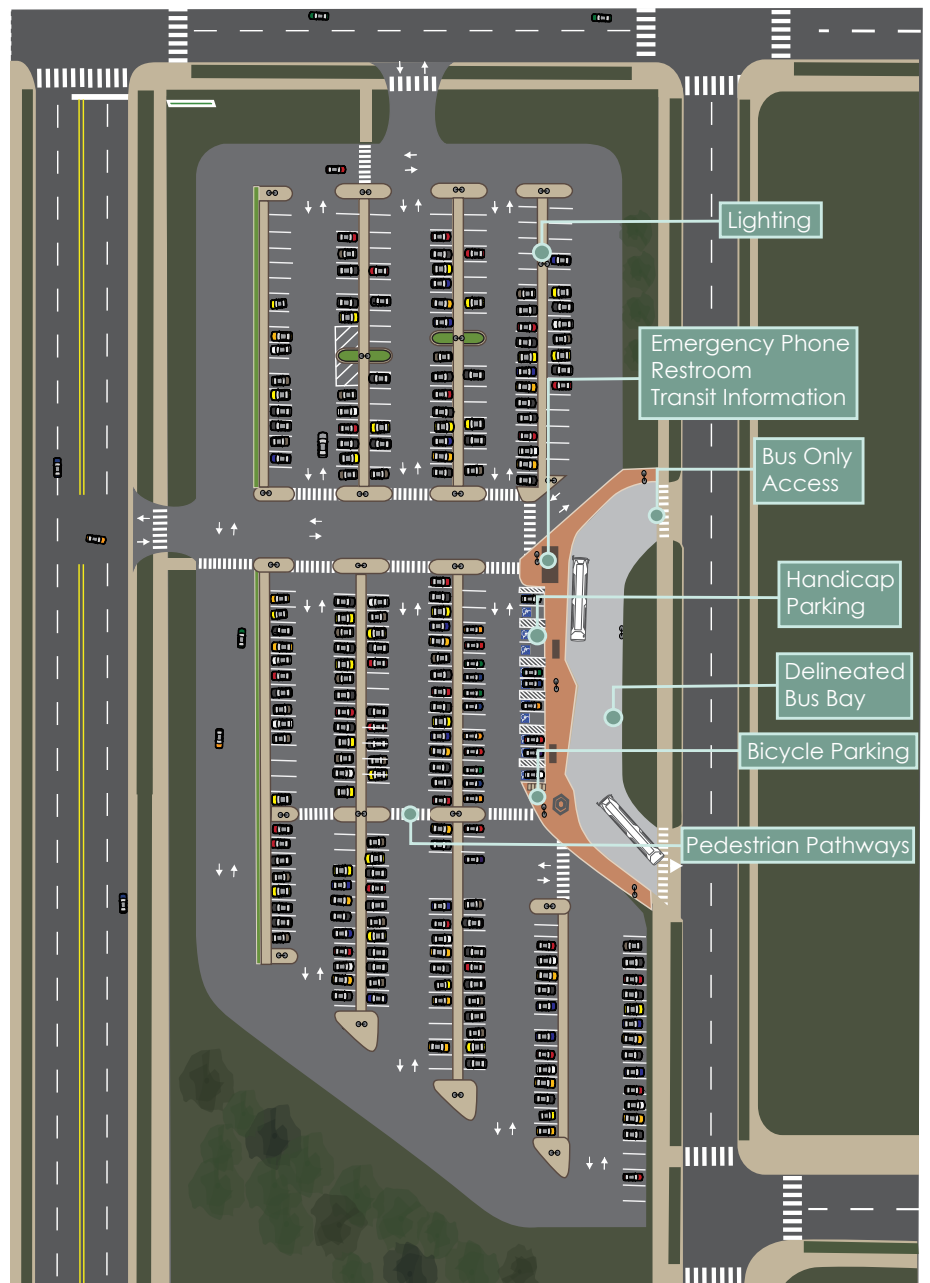 Lighting
Emergency Phone
Restroom
Transit Information
Bus Only
Access
Handicap
Parking
Delineated
Bus Bay
Bicycle Parking
Pedestrian Pathways